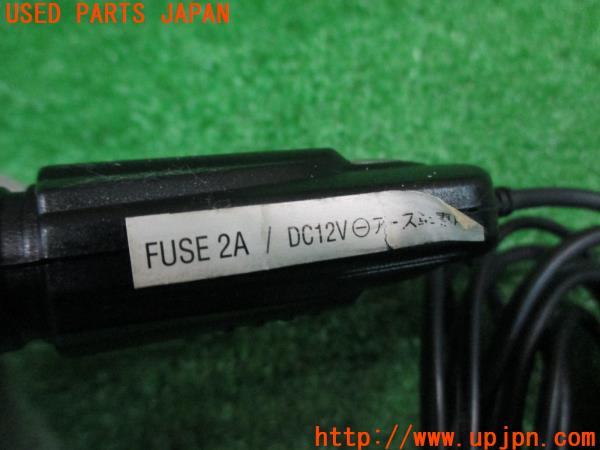 USED PARTS JAPAN
FUSE 2A / DC12V⊖アース
http://www.upjpn.com